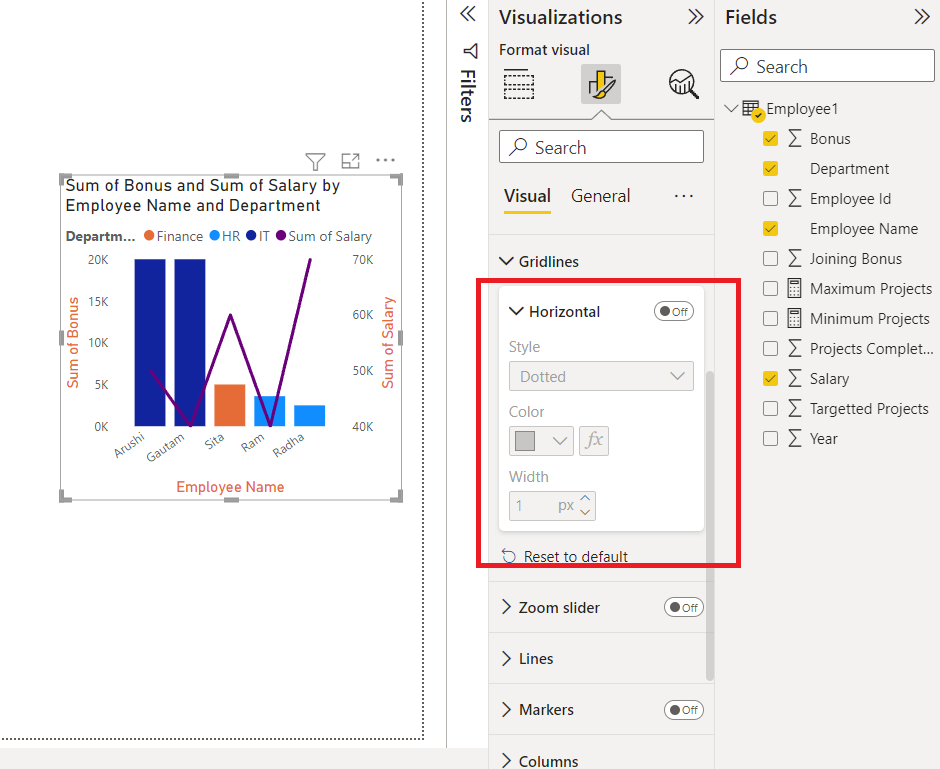 Sum of Bonus and Sum of Salary by
Employee Name and Department
Departm... Finance HR IT Sum of Salary
20K
15K
10K
5K
0K
Sum of Bonus
70K
60K
50K
40K
Sum of Salary
Arushi
Gautam
Sita
Ram
Radha
Employee Name
Filters
Visualizations
Format visual
Search
Visual General ...
Gridlines
Horizontal Off
Style
Dotted
Color
fx
Width
1 px
Reset to default
Zoom slider Off
Lines
Markers Off
Columns
Fields
Search
Employee1
Bonus
Department
Employee Id
Employee Name
Joining Bonus
Maximum Projects
Minimum Projects
Projects Complet...
Salary
Targetted Projects
Year